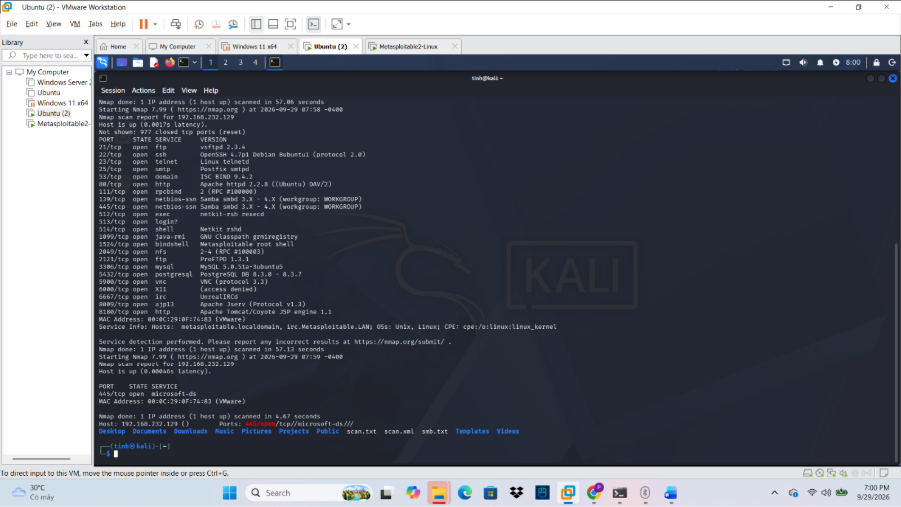 Ubuntu (2) - VMware Workstation
File Edit View VM Tabs Help
Library
Type here to sea...
Home
My Computer
Windows 11 x64
Ubuntu (2)
Metasploitable2-Linux
My Computer
Windows Server 2
Ubuntu
Windows 11 x64
Ubuntu (2)
Metasploitable2-
1 2 3 4
8:00
tinh@kali: ~
Session Actions Edit View Help
Nmap done: 1 IP address (1 host up) scanned in 57.06 seconds
Starting Nmap 7.99 ( https://nmap.org ) at 2026-09-29 07:58 -0400
Nmap scan report for 192.168.232.129
Host is up (0.0017s latency).
Not shown: 977 closed tcp ports (reset)
PORT STATE SERVICE VERSION
21/tcp open ftp vsftpd 2.3.4
22/tcp open ssh OpenSSH 4.7p1 Debian 8ubuntu1 (protocol 2.0)
23/tcp open telnet Linux telnetd
25/tcp open smtp Postfix smtpd
53/tcp open domain ISC BIND 9.4.2
80/tcp open http Apache httpd 2.2.8 ((Ubuntu) DAV/2)
111/tcp open rpcbind 2 (RPC #100000)
139/tcp open netbios-ssn Samba smbd 3.X - 4.X (workgroup: WORKGROUP)
445/tcp open netbios-ssn Samba smbd 3.X - 4.X (workgroup: WORKGROUP)
512/tcp open exec netkit-rsh rexecd
513/tcp open login?
514/tcp open shell Netkit rshd
1099/tcp open java-rmi GNU Classpath grmiregistry
1524/tcp open bindshell Metasploitable root shell
2049/tcp open nfs 2-4 (RPC #100003)
2121/tcp open ftp ProFTPD 1.3.1
3306/tcp open mysql MySQL 5.0.51a-3ubuntu5
5432/tcp open postgresql PostgreSQL DB 8.3.0 - 8.3.7
5900/tcp open vnc VNC (protocol 3.3)
6000/tcp open X11 (access denied)
6667/tcp open irc UnrealIRCd
8009/tcp open ajp13 Apache Jserv (Protocol v1.3)
8180/tcp open http Apache Tomcat/Coyote JSP engine 1.1
MAC Address: 00:0C:29:0F:74:83 (VMware)
Service Info: Hosts: metasploitable.localdomain, irc.Metasploitable.LAN; OSs: Unix, Linux; CPE: cpe:/o:linux:linux_kernel
Service detection performed. Please report any incorrect results at https://nmap.org/submit/ .
Nmap done: 1 IP address (1 host up) scanned in 57.13 seconds
Starting Nmap 7.99 ( https://nmap.org ) at 2026-09-29 07:59 -0400
Nmap scan report for 192.168.232.129
Host is up (0.00046s latency).
PORT STATE SERVICE
445/tcp open microsoft-ds
MAC Address: 00:0C:29:0F:74:83 (VMware)
Nmap done: 1 IP address (1 host up) scanned in 4.67 seconds
Host: 192.168.232.129 () Ports: 445/open/tcp//microsoft-ds///
Desktop Documents Downloads Music Pictures Projects Public scan.txt scan.xml smb.txt Templates Videos
(tinh@kali)-[~]
$
KALI
To direct input to this VM, move the mouse pointer inside or press Ctrl+G.
30°C
Có mây
Search
7:00 PM
9/29/2026